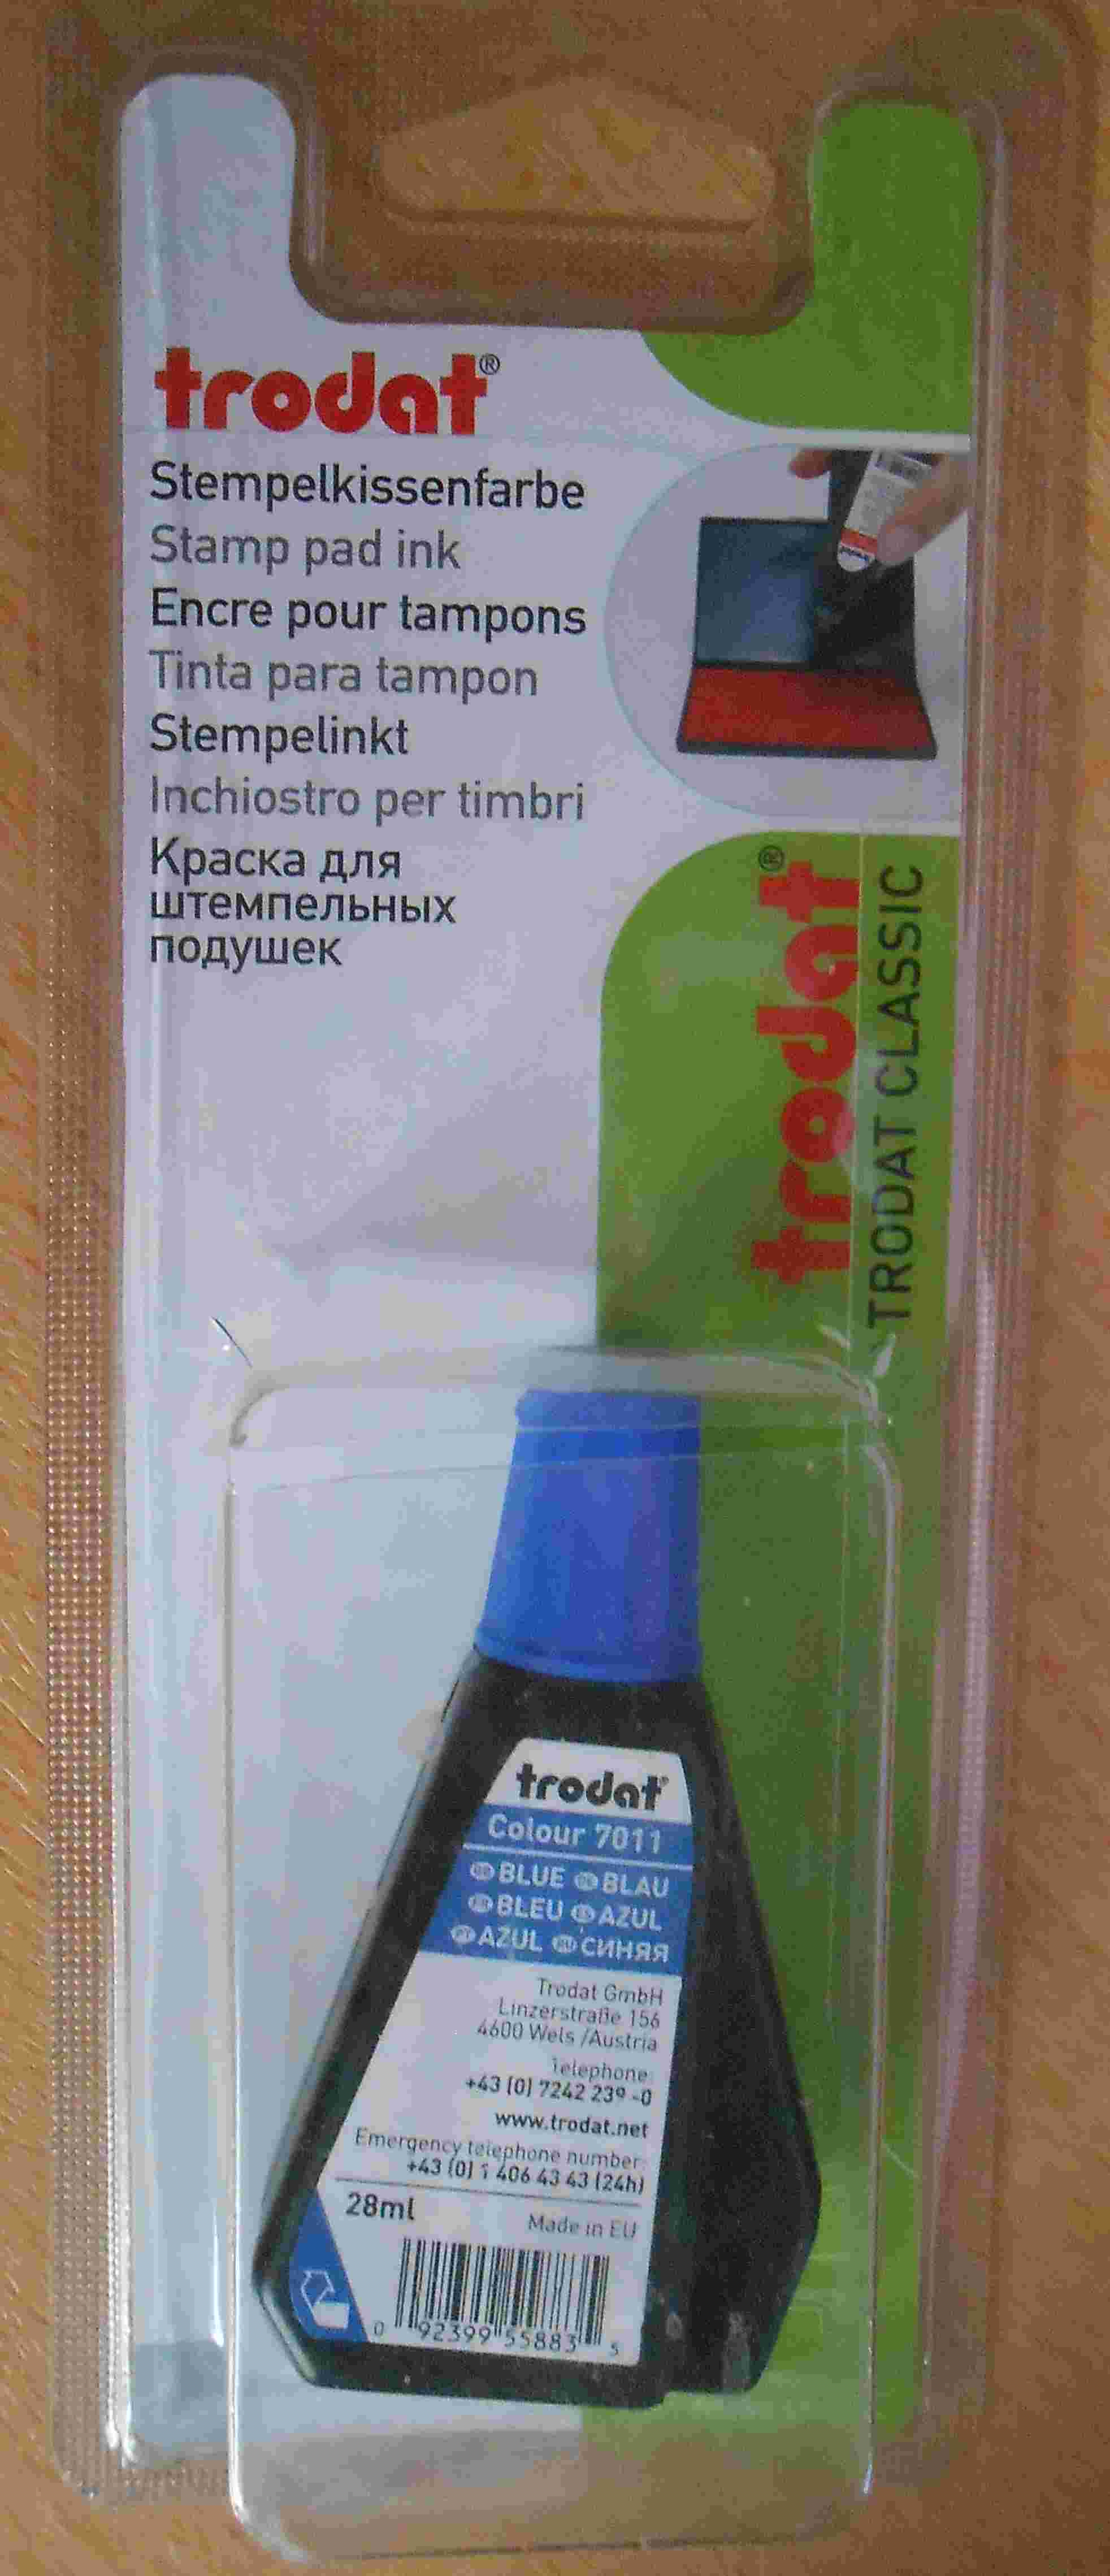 trodat®
Stempelkissenfarbe
Stamp pad ink
Encre pour tampons
Tinta para tampon
Stempelinkt
Inchiostro per timbri
Краска для
штемпельных
подушек
trodat®
TRODAT CLASSIC
trodat
Colour 7011
BLUE BLAU
BLEU AZUL
AZUL СИНЯЯ
Trodat GmbH
Linzerstraße 156
4600 Wels /Austria
Telephone
+43 (0) 7242 239 -0
www.trodat.net
Emergency telephone number:
+43 (0) 1 406 43 43 (24h)
28ml
Made in EU
0 92399 55883 5